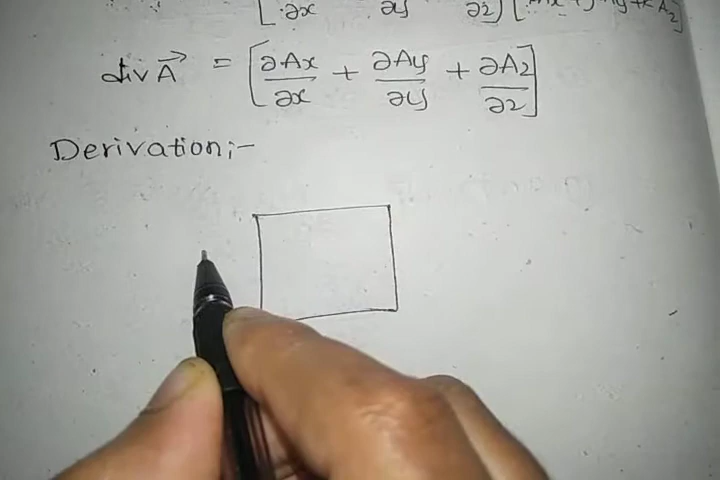 [∂x ∂y ∂z] [
div A⃗ = [∂Ax/∂x + ∂Ay/∂y + ∂Az/∂z]
Derivation;-